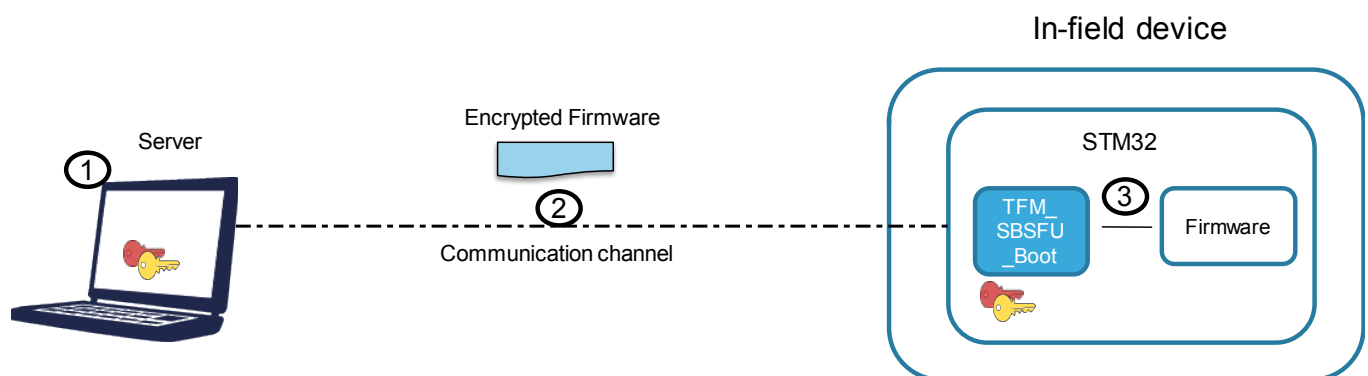 In-field device
Encrypted Firmware
Server
STM32
1
2
3
TFM_
SBSFU
_Boot
Firmware
Communication channel